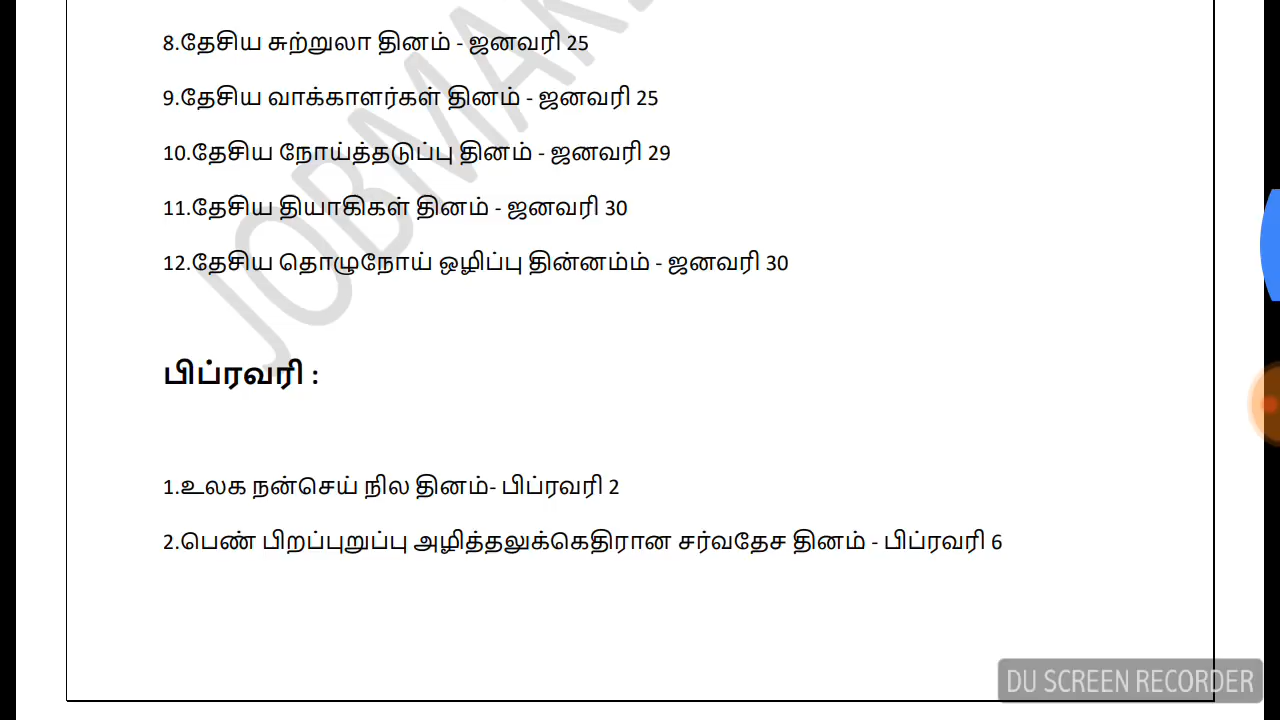 8.தேசிய சுற்றுலா தினம் - ஜனவரி 25
9.தேசிய வாக்காளர்கள் தினம் - ஜனவரி 25
10.தேசிய நோய்த்தடுப்பு தினம் - ஜனவரி 29
11.தேசிய தியாகிகள் தினம் - ஜனவரி 30
12.தேசிய தொழுநோய் ஒழிப்பு தின்னம்ம் - ஜனவரி 30
பிப்ரவரி :
1.உலக நன்செய் நில தினம்- பிப்ரவரி 2
2.பெண் பிறப்புறுப்பு அழித்தலுக்கெதிரான சர்வதேச தினம் - பிப்ரவரி 6
DU SCREEN RECORDER